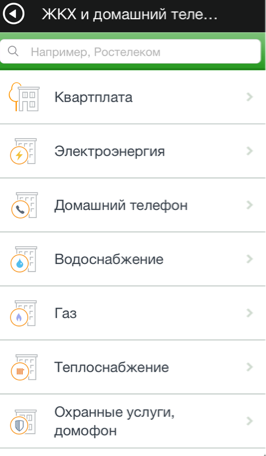 ЖКХ и домашний теле...
Например, Ростелеком
Квартплата
Электроэнергия
Домашний телефон
Водоснабжение
Газ
Теплоснабжение
Охранные услуги,
домофон